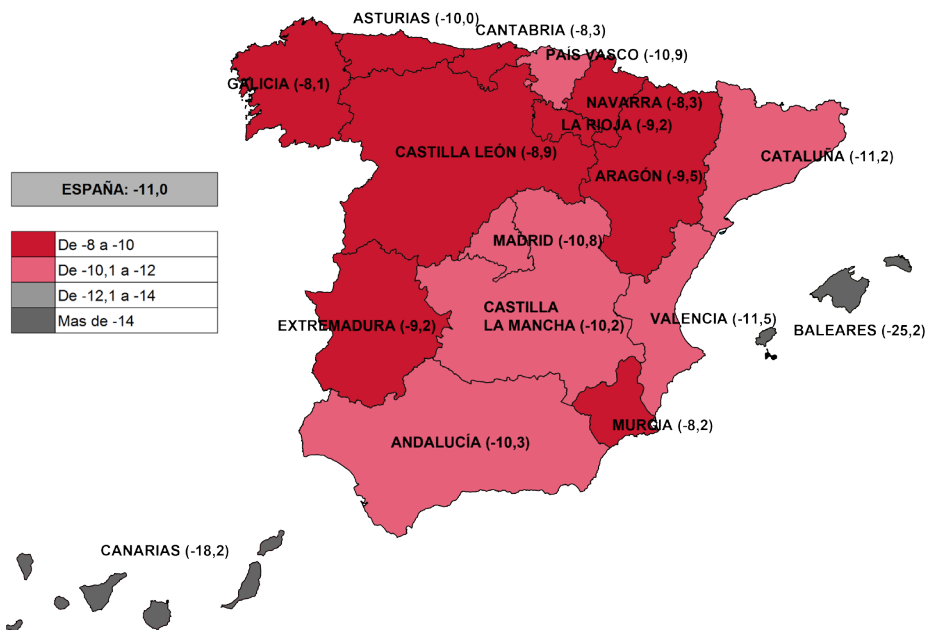 ASTURIAS (-10,0)
CANTABRIA (-8,3)
PAÍS VASCO (-10,9)
GALICIA (-8,1)
NAVARRA (-8,3)
LA RIOJA (-9,2)
CASTILLA LEÓN (-8,9)
CATALUÑA (-11,2)
ARAGÓN (-9,5)
ESPAÑA: -11,0
De -8 a -10
De -10,1 a -12
De -12,1 a -14
Mas de -14
MADRID (-10,8)
CASTILLA
LA MANCHA (-10,2)
EXTREMADURA (-9,2)
VALENCIA (-11,5)
BALEARES (-25,2)
MURCIA (-8,2)
ANDALUCÍA (-10,3)
CANARIAS (-18,2)